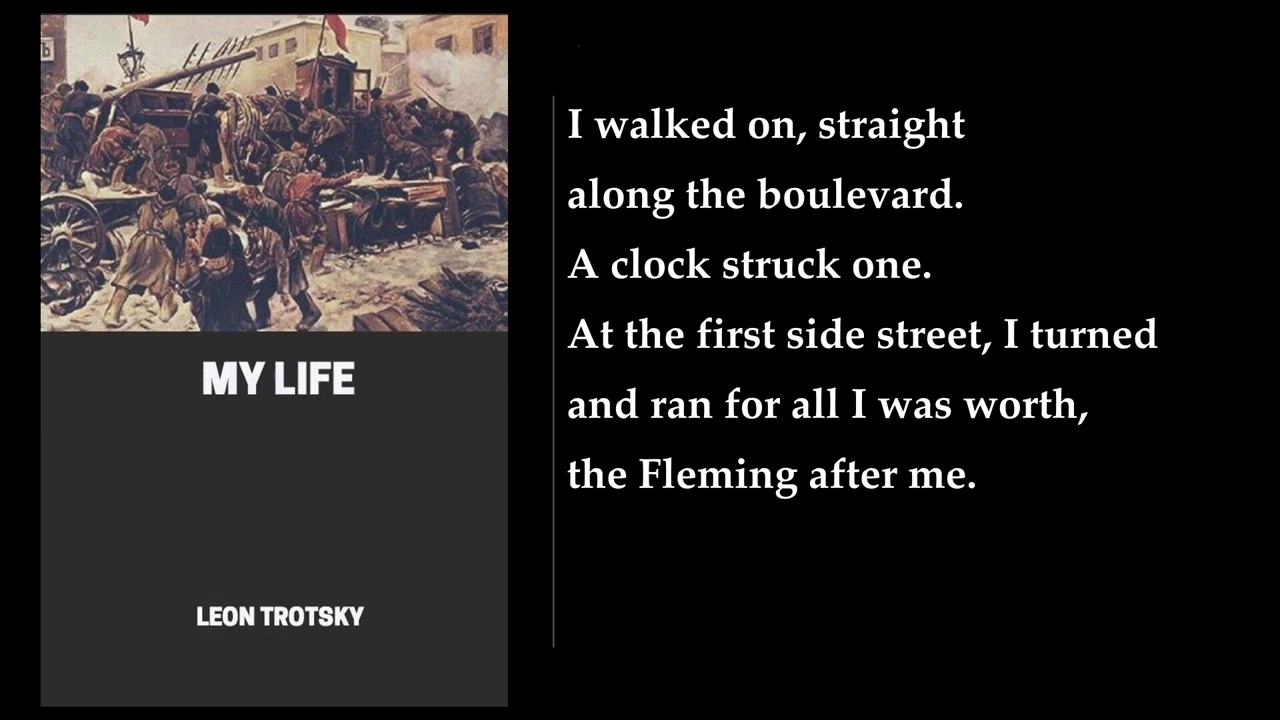 MY LIFE
LEON TROTSKY
I walked on, straight
along the boulevard.
A clock struck one.
At the first side street, I turned
and ran for all I was worth,
the Fleming after me.